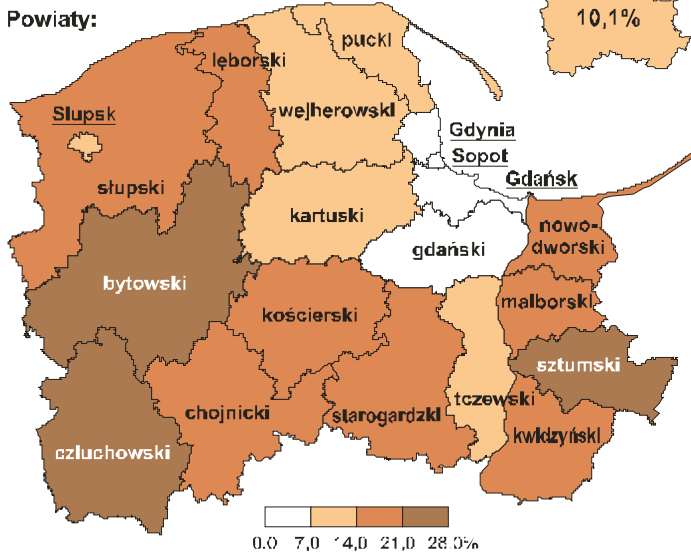 Powiaty:
10,1%
pucki
lęborski
wejherowski
Słupsk
Gdynia
Sopot
Gdańsk
słupski
kartuski
nowo-
dworski
gdański
bytowski
malborski
kościerski
sztumski
tczewski
chojnicki
starogardzki
kwidzyński
człuchowski
0,0 7,0 14,0 21,0 28,0%